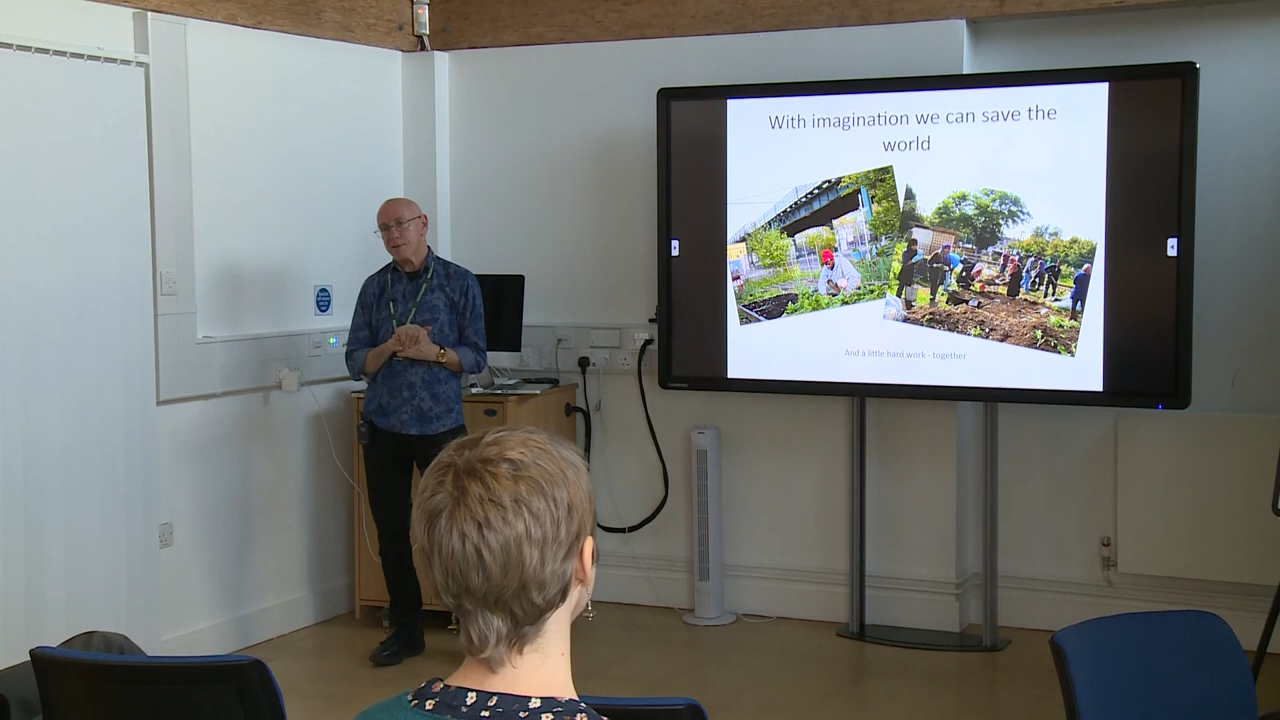 With imagination we can save the
world
And a little hard work - together